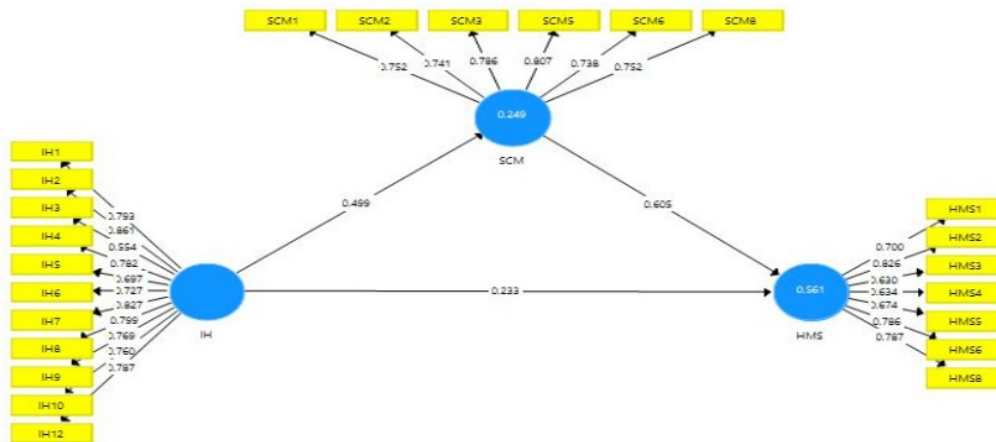 SCM1 SCM2 SCM3 SCM5 SCM6 SCM8
0.752 0.741 0.786 0.807 0.738 0.752
0.249
SCM
IH1
IH2
IH3
IH4
IH5
IH6
IH7
IH8
IH9
IH10
IH12
0.793
0.861
0.554
0.782
0.697
0.727
0.827
0.799
0.769
0.760
0.787
IH
0.499
0.605
0.233
0.561
HMS
0.700
0.826
0.630
0.634
0.674
0.786
0.787
HMS1
HMS2
HMS3
HMS4
HMS5
HMS6
HMS8